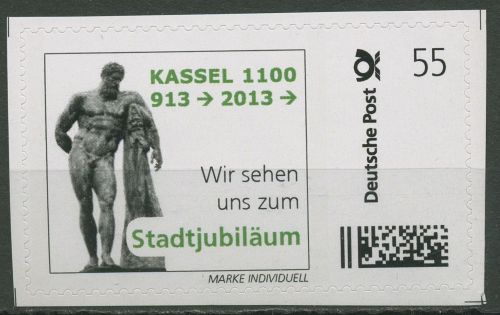 KASSEL 1100
913 → 2013 →
Wir sehen
uns zum
Stadtjubiläum
MARKE INDIVIDUELL
Deutsche Post
55